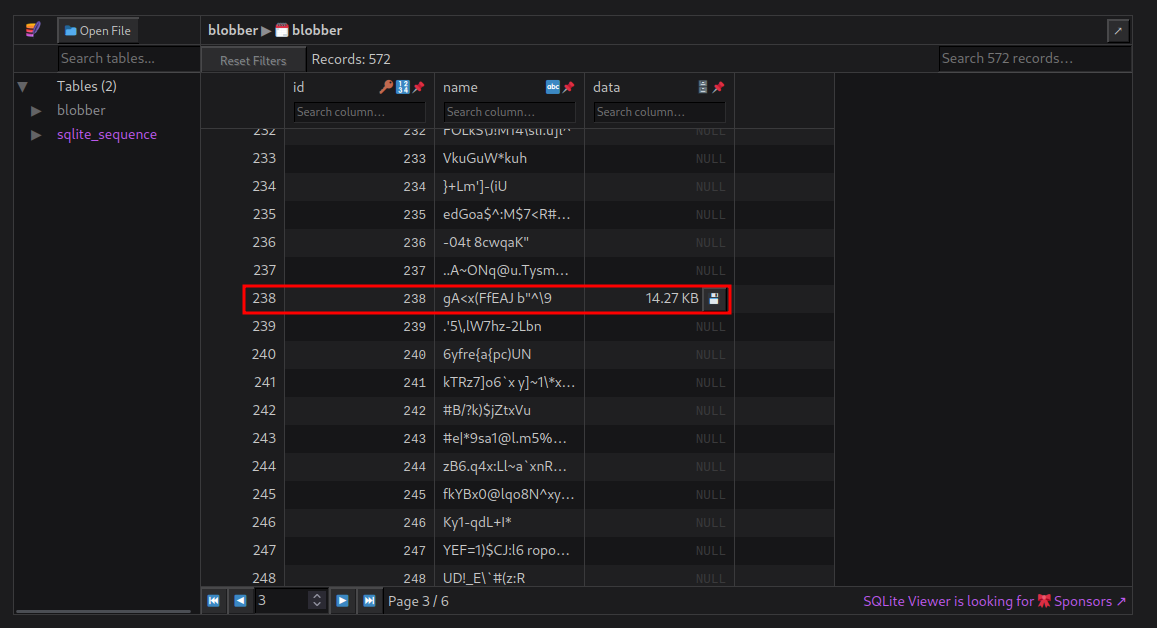 Open File blobber ▶ blobber
Search tables... Reset Filters Records: 572 Search 572 records...
Tables (2) id name data
Search column... Search column... Search column...
blobber
sqlite_sequence
232 232 NULL
233 233 VkuGuW*kuh NULL
234 234 }+Lm']-(iU NULL
235 235 edGoa$^:M$7<R#... NULL
236 236 -04t 8cwqaK" NULL
237 237 ..A~ONq@u.Tysm... NULL
238 238 gA<x(FfEAJ b"^\9 14.27 KB
239 239 .'5\,lW7hz-2Lbn NULL
240 240 6yfre{a{pc)UN NULL
241 241 kTRz7]o6`x y]~1\*x... NULL
242 242 #B/?k)$jZtxVu NULL
243 243 #e|*9sa1@l.m5%... NULL
244 244 zB6.q4x:Ll~a`xnR... NULL
245 245 fkYBx0@lqo8N^xy... NULL
246 246 Ky1-qdL+I* NULL
247 247 YEF=1)$CJ:l6 ropo... NULL
248 248 UD!_E\`#(z:R NULL
3 Page 3 / 6 SQLite Viewer is looking for Sponsors ↗